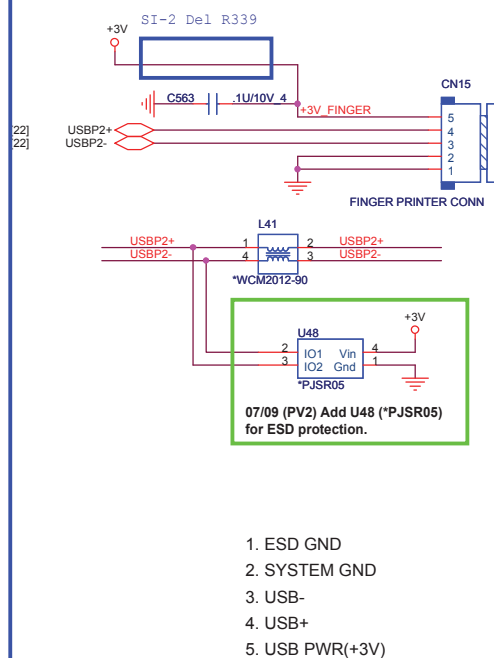 SI-2 Del R339
+3V
C563 .1U/10V_4
+3V_FINGER
CN15
22] USBP2+
22] USBP2-
5
4
3
2
1
FINGER PRINTER CONN
L41
USBP2+ 1 2 USBP2+
USBP2- 4 3 USBP2-
*WCM2012-90
+3V
U48
2 IO1 Vin 4
3 IO2 Gnd 1
*PJSR05
07/09 (PV2) Add U48 (*PJSR05)
for ESD protection.
1. ESD GND
2. SYSTEM GND
3. USB-
4. USB+
5. USB PWR(+3V)